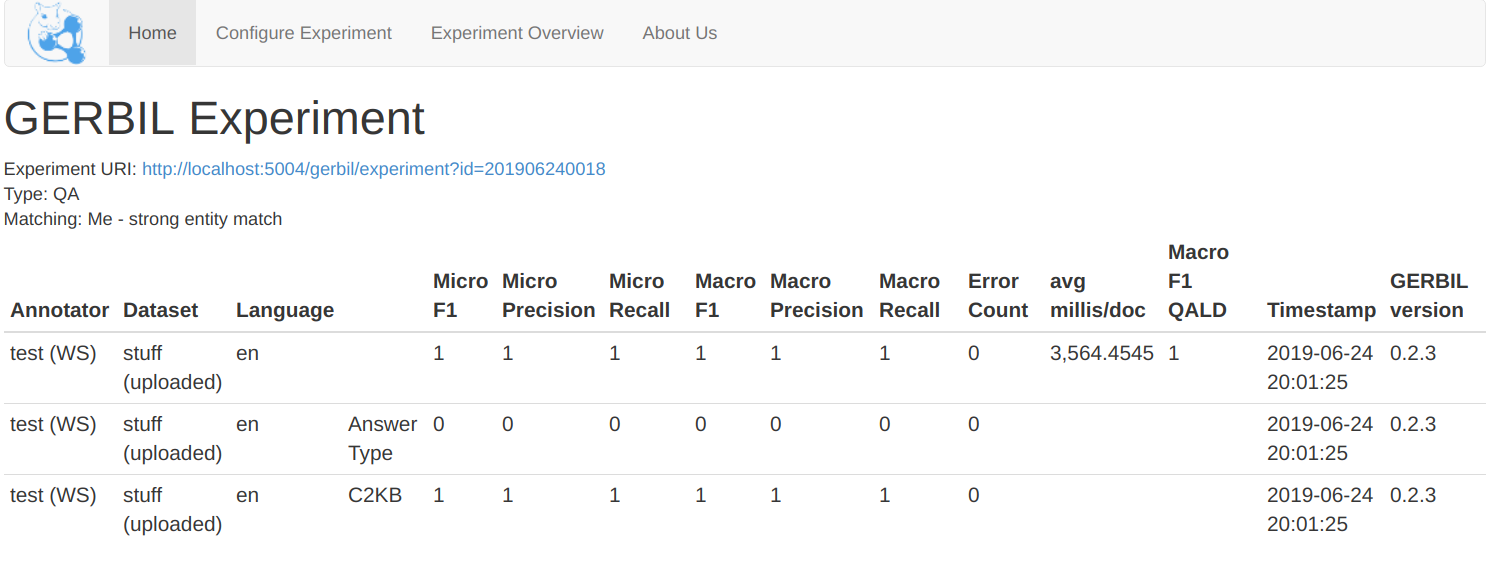 Home Configure Experiment Experiment Overview About Us
GERBIL Experiment
Experiment URI: http://localhost:5004/gerbil/experiment?id=201906240018
Type: QA
Matching: Me - strong entity match
Macro
Micro Micro Micro Macro Macro Macro Error avg F1 GERBIL
Annotator Dataset Language F1 Precision Recall F1 Precision Recall Count millis/doc QALD Timestamp version
test (WS) stuff en 1 1 1 1 1 1 0 3,564.4545 1 2019-06-24 0.2.3
(uploaded) 20:01:25
test (WS) stuff en Answer 0 0 0 0 0 0 0 2019-06-24 0.2.3
(uploaded) Type 20:01:25
test (WS) stuff en C2KB 1 1 1 1 1 1 0 2019-06-24 0.2.3
(uploaded) 20:01:25